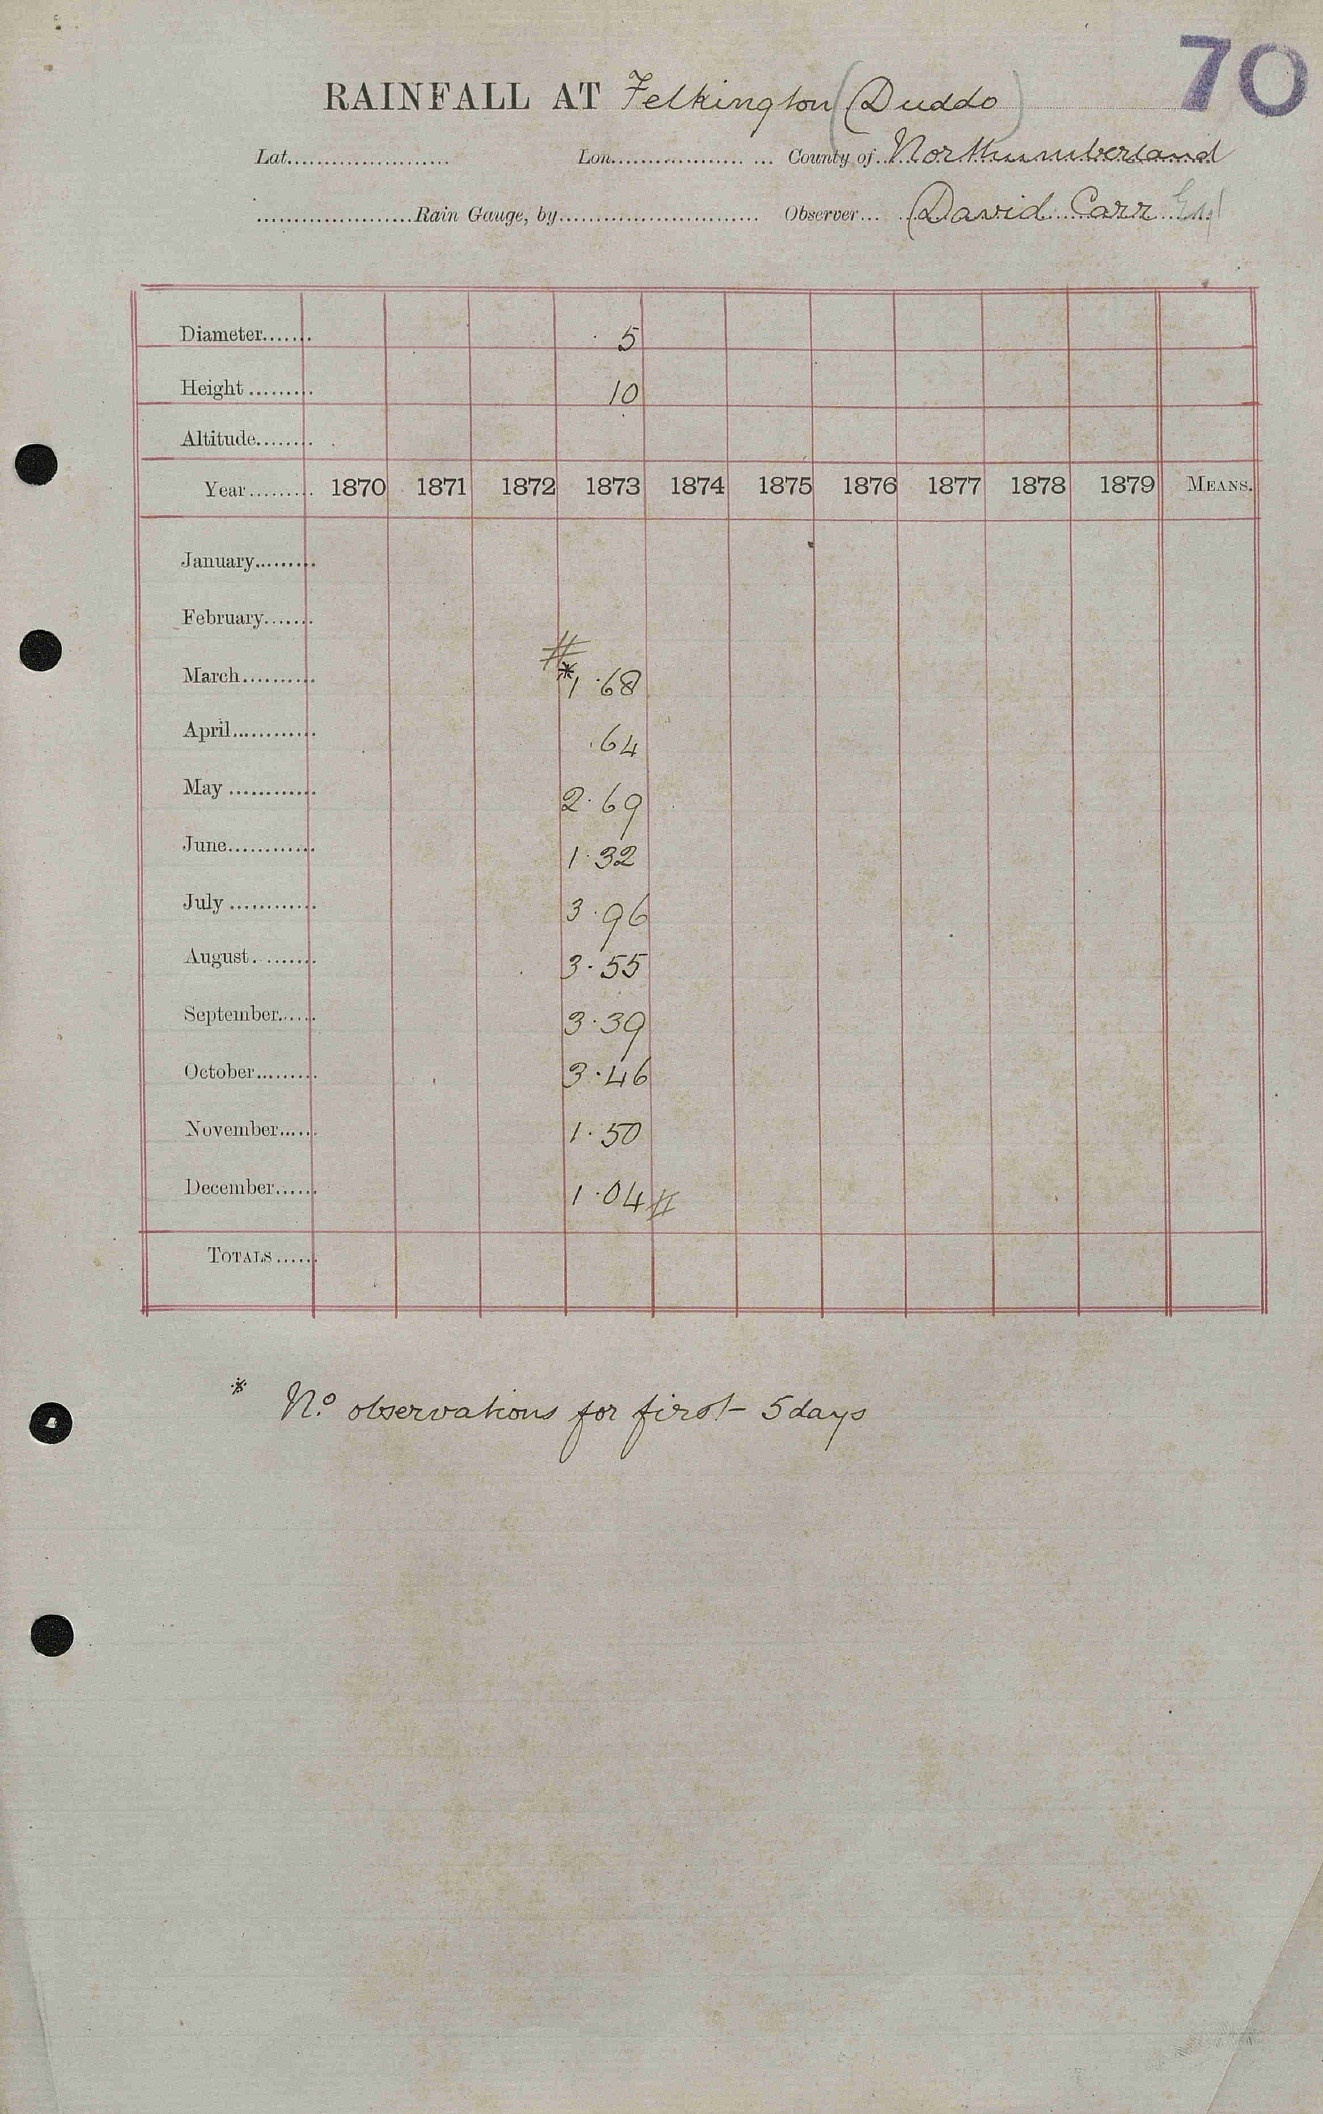 70
RAINFALL AT Felkington (Duddo)
Lat...................... Lon.................. ... County of Northumberland
.....................Rain Gauge, by........................... Observer... David Carr Esq
Diameter....... 5
Height ......... 10
Altitude........
Year......... 1870 1871 1872 1873 1874 1875 1876 1877 1878 1879 MEANS.
January.........
February.......
#
March.......... *1.68
April............ .64
May ............ 2.69
June............ 1.32
July ............ 3.96
August......... 3.55
September...... 3.39
October......... 3.46
November...... 1.50
December...... 1.04 #
TOTALS ......
* No observations for first 5 days